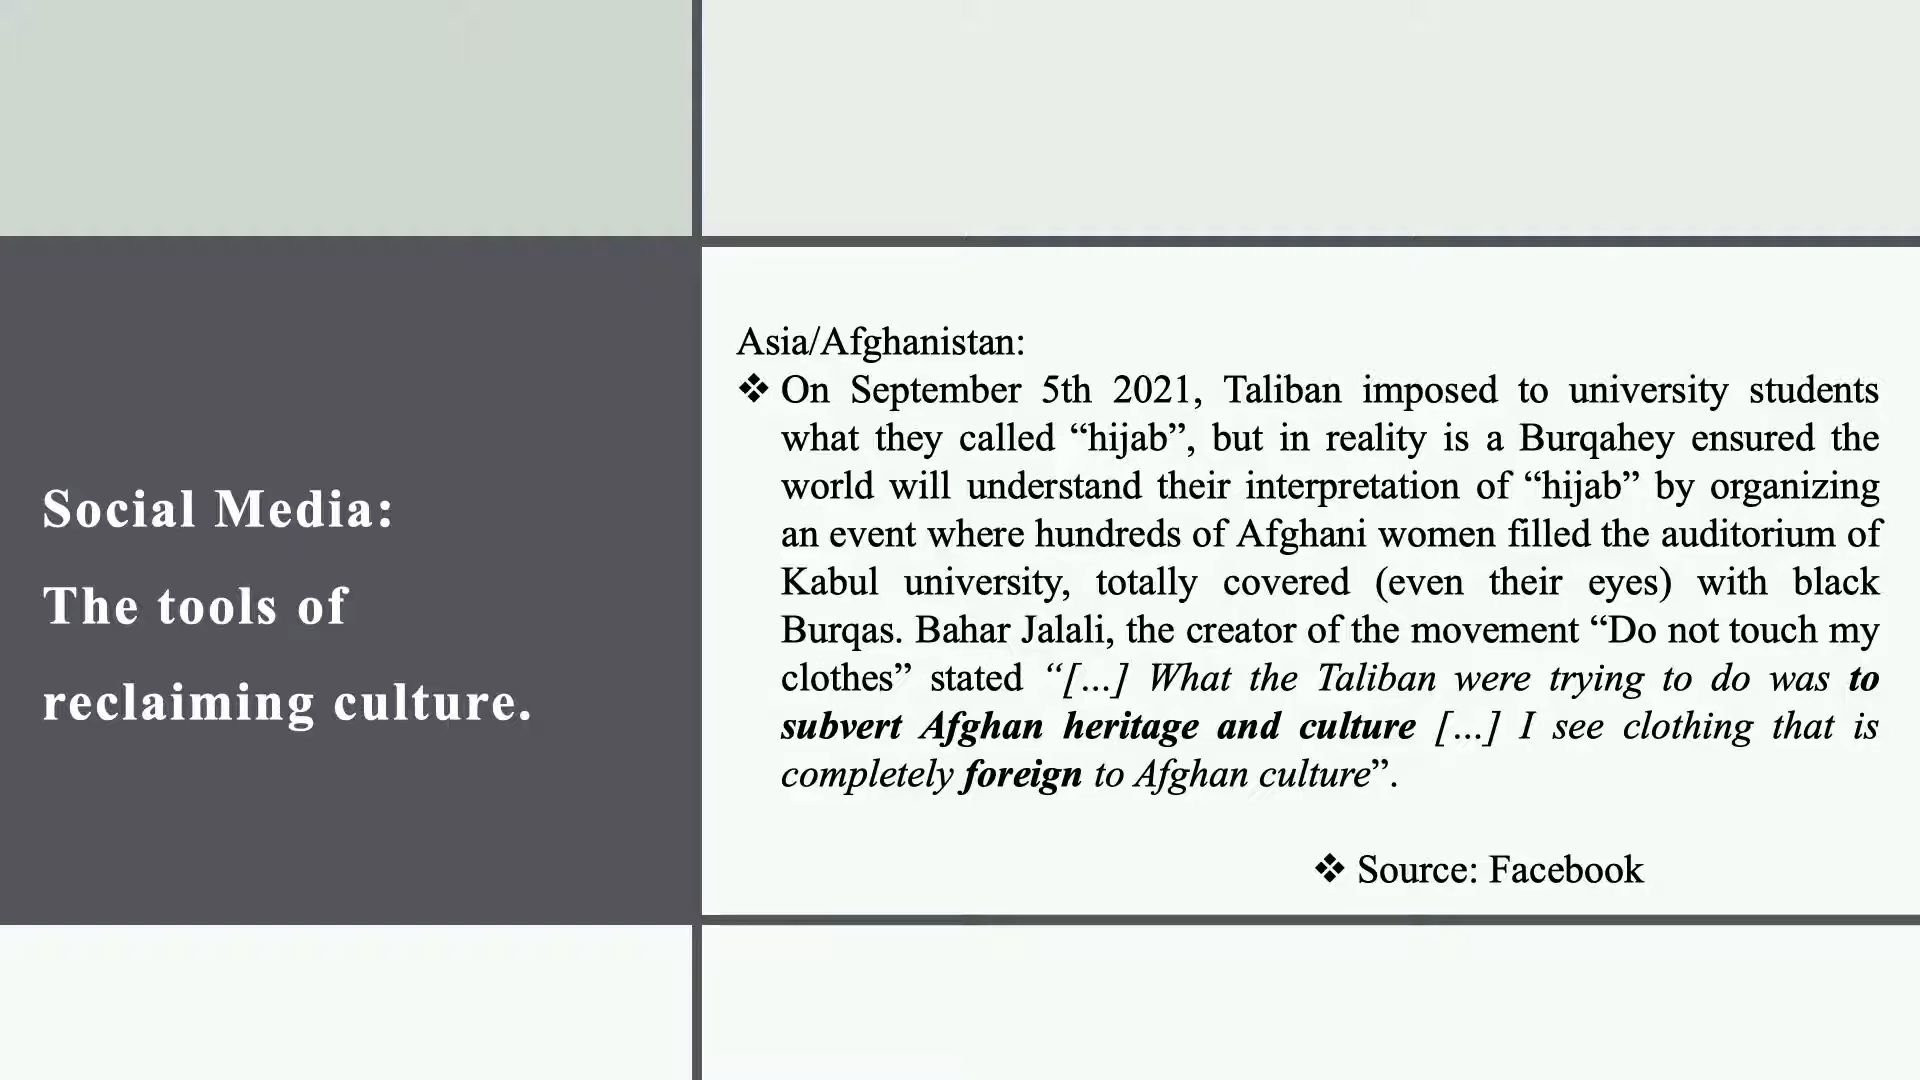 Social Media:
The tools of
reclaiming culture.
Asia/Afghanistan:
❖ On September 5th 2021, Taliban imposed to university students
what they called “hijab”, but in reality is a Burqahey ensured the
world will understand their interpretation of “hijab” by organizing
an event where hundreds of Afghani women filled the auditorium of
Kabul university, totally covered (even their eyes) with black
Burqas. Bahar Jalali, the creator of the movement “Do not touch my
clothes” stated “[...] What the Taliban were trying to do was to
subvert Afghan heritage and culture [...] I see clothing that is
completely foreign to Afghan culture”.
❖ Source: Facebook